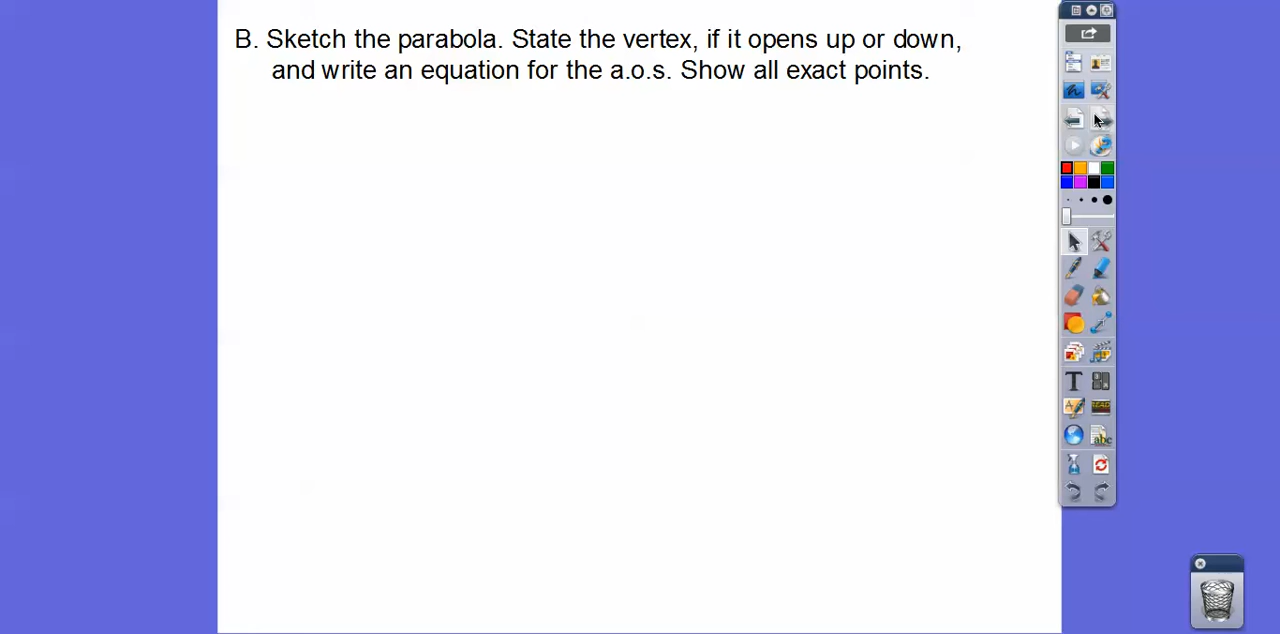 B. Sketch the parabola. State the vertex, if it opens up or down,
and write an equation for the a.o.s. Show all exact points.